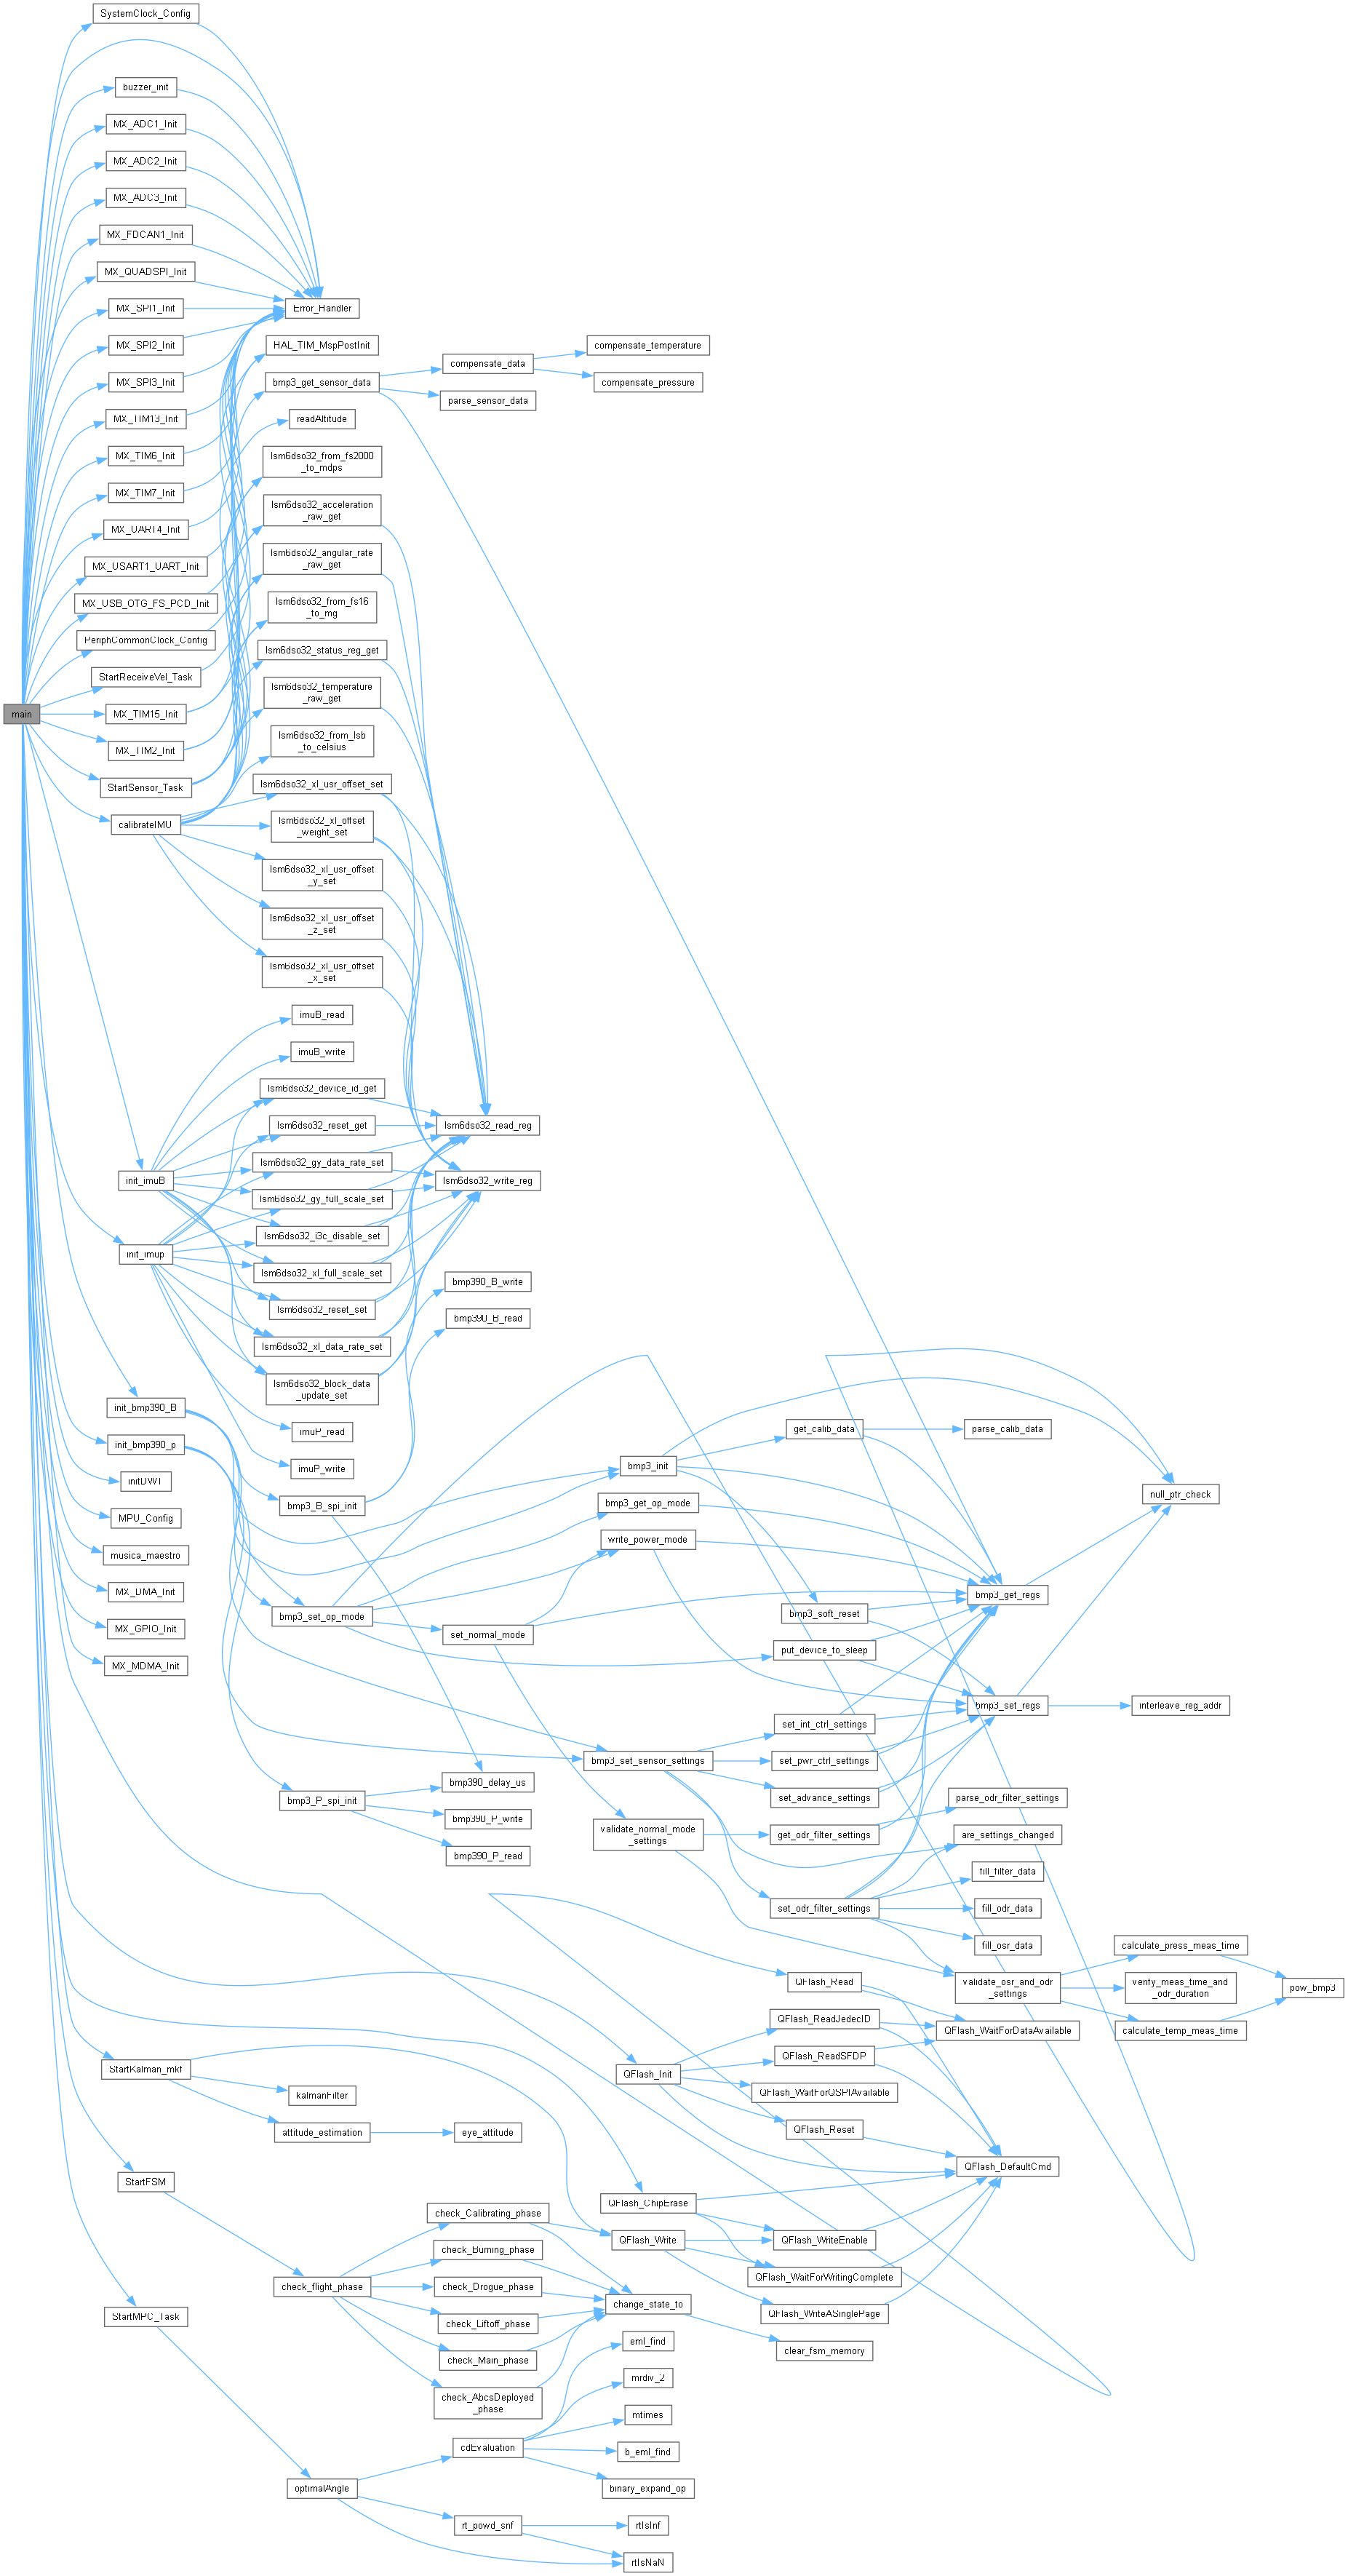 main
SystemClock_Config
buzzer_init
MX_ADC1_Init
MX_ADC2_Init
MX_ADC3_Init
MX_FDCAN1_Init
MX_QUADSPI_Init
MX_SPI1_Init
MX_SPI2_Init
MX_SPI3_Init
MX_TIM13_Init
MX_TIM6_Init
MX_TIM7_Init
MX_UART4_Init
MX_USART1_UART_Init
MX_USB_OTG_FS_PCD_Init
PeriphCommonClock_Config
StartReceiveVel_Task
MX_TIM15_Init
MX_TIM2_Init
StartSensor_Task
calibrateIMU
init_imuB
init_imup
init_bmp390_B
init_bmp390_p
initDWT
MPU_Config
musica_maestro
MX_DMA_Init
MX_GPIO_Init
MX_MDMA_Init
StartKalman_mkf
StartFSM
StartMPC_Task
Error_Handler
HAL_TIM_MspPostInit
bmp3_get_sensor_data
readAltitude
lsm6dso32_from_fs2000
_to_mdps
lsm6dso32_acceleration
_raw_get
lsm6dso32_angular_rate
_raw_get
lsm6dso32_from_fs16
_to_mg
lsm6dso32_status_reg_get
lsm6dso32_temperature
_raw_get
lsm6dso32_from_lsb
_to_celsius
lsm6dso32_xl_usr_offset_set
lsm6dso32_xl_offset
_weight_set
lsm6dso32_xl_usr_offset
_y_set
lsm6dso32_xl_usr_offset
_z_set
lsm6dso32_xl_usr_offset
_x_set
imuB_read
imuB_write
lsm6dso32_device_id_get
lsm6dso32_reset_get
lsm6dso32_gy_data_rate_set
lsm6dso32_gy_full_scale_set
lsm6dso32_i3c_disable_set
lsm6dso32_xl_full_scale_set
lsm6dso32_reset_set
lsm6dso32_xl_data_rate_set
lsm6dso32_block_data
_update_set
imuP_read
imuP_write
bmp3_B_spi_init
bmp3_set_op_mode
bmp3_P_spi_init
kalmanFilter
attitude_estimation
check_flight_phase
optimalAngle
compensate_data
parse_sensor_data
compensate_temperature
compensate_pressure
lsm6dso32_read_reg
lsm6dso32_write_reg
bmp390_B_write
bmp390_B_read
set_normal_mode
bmp390_delay_us
bmp390_P_write
bmp390_P_read
eye_attitude
check_Calibrating_phase
check_Burning_phase
check_Drogue_phase
check_Liftoff_phase
check_Main_phase
check_AbcsDeployed
_phase
cdEvaluation
rt_powd_snf
bmp3_init
bmp3_get_op_mode
write_power_mode
bmp3_set_sensor_settings
validate_normal_mode
_settings
QFlash_Init
QFlash_ChipErase
QFlash_Write
change_state_to
eml_find
mrdiv_2
mtimes
b_eml_find
binary_expand_op
rtIsInf
rtIsNaN
get_calib_data
bmp3_soft_reset
put_device_to_sleep
set_int_ctrl_settings
set_pwr_ctrl_settings
set_advance_settings
get_odr_filter_settings
set_odr_filter_settings
QFlash_Read
QFlash_ReadJedecID
QFlash_ReadSFDP
QFlash_WaitForQSPIAvailable
QFlash_Reset
QFlash_WriteEnable
QFlash_WaitForWritingComplete
QFlash_WriteASinglePage
clear_fsm_memory
parse_calib_data
bmp3_get_regs
bmp3_set_regs
parse_odr_filter_settings
are_settings_changed
fill_filter_data
fill_odr_data
fill_osr_data
validate_osr_and_odr
_settings
QFlash_WaitForDataAvailable
QFlash_DefaultCmd
null_ptr_check
interleave_reg_addr
calculate_press_meas_time
verify_meas_time_and
_odr_duration
calculate_temp_meas_time
pow_bmp3